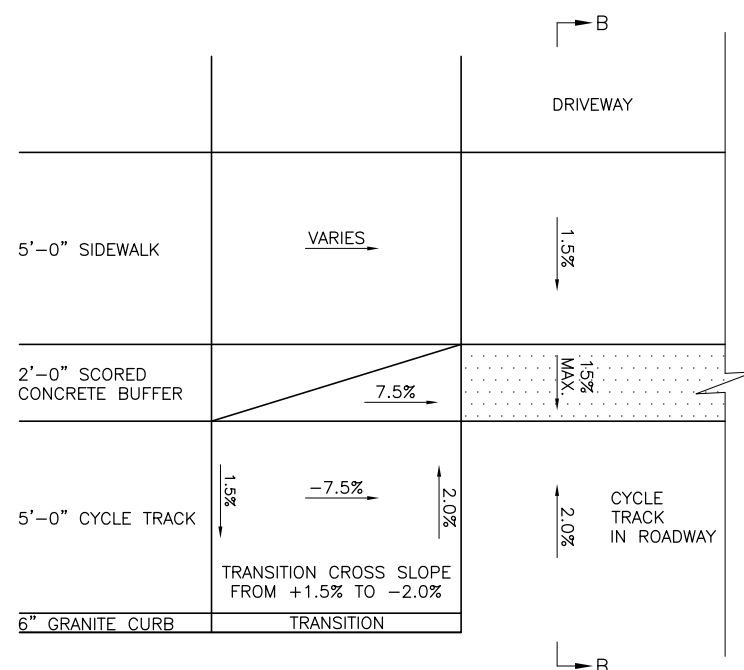 B
DRIVEWAY
5'-0" SIDEWALK
VARIES
1.5%
2'-0" SCORED
CONCRETE BUFFER
7.5%
15%
MAX.
5'-0" CYCLE TRACK
1.5%
-7.5%
2.0%
2.0%
CYCLE
TRACK
IN ROADWAY
TRANSITION CROSS SLOPE
FROM +1.5% TO -2.0%
6" GRANITE CURB
TRANSITION
B